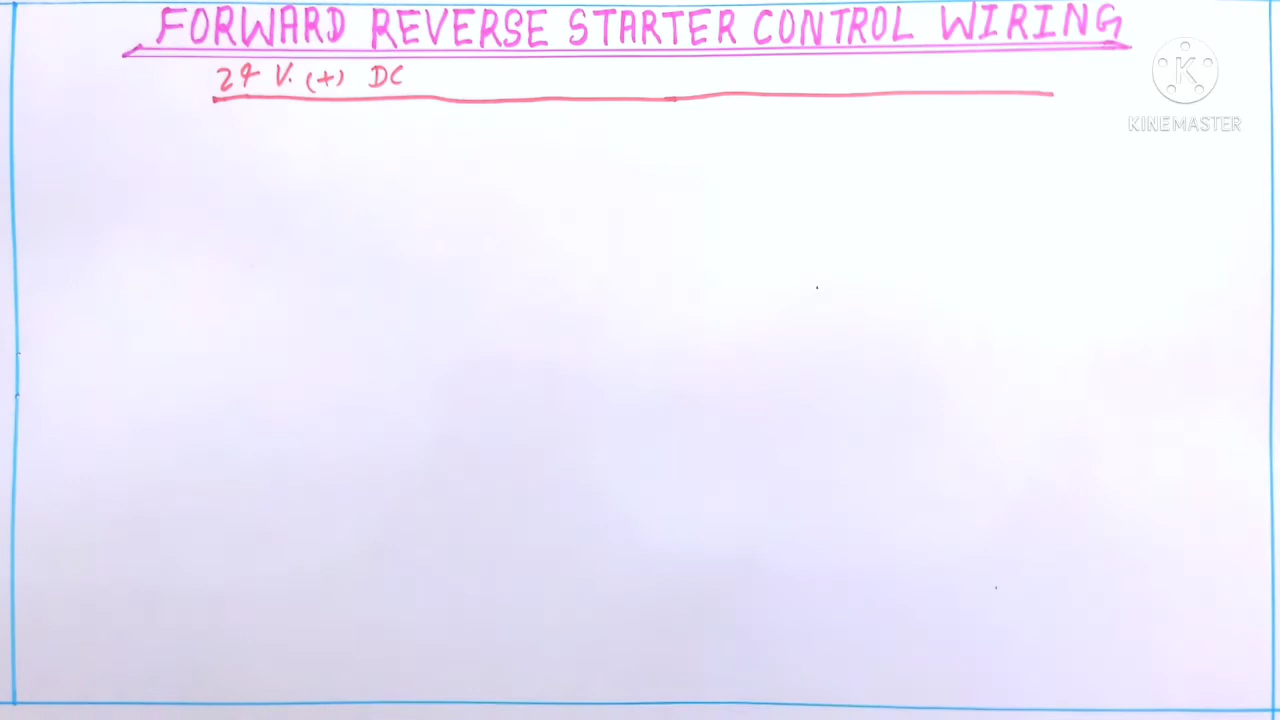 FORWARD REVERSE STARTER CONTROL WIRING
24 V. (+) DC
K
KINEMASTER